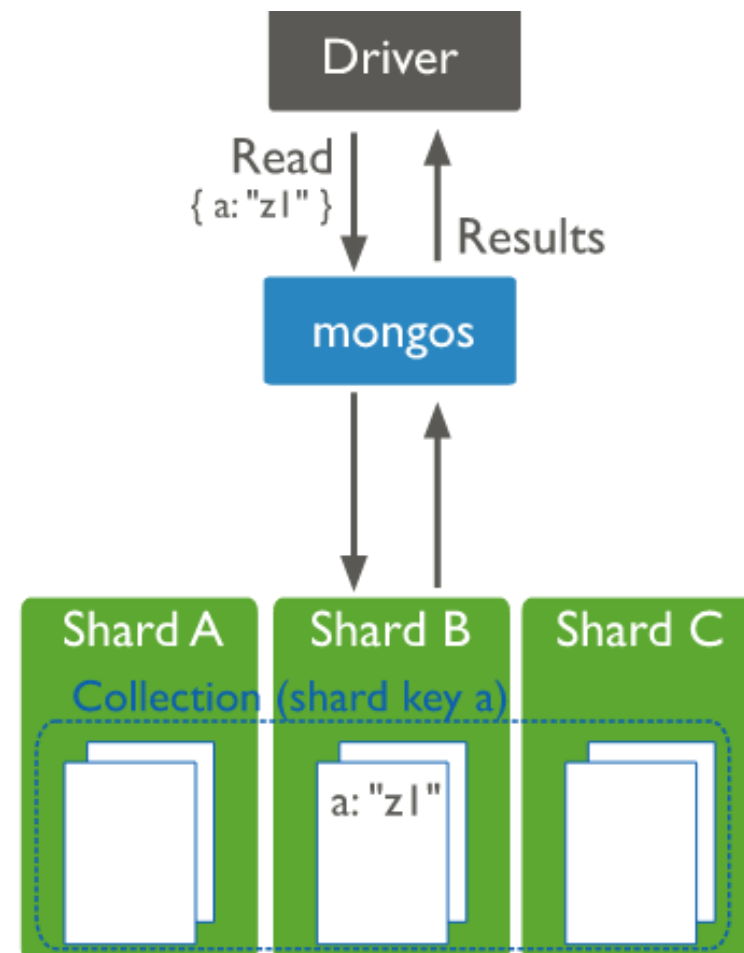 Driver
Read
{ a: "z1" }
Results
mongos
Shard A
Shard B
Shard C
Collection (shard key a)
a: "z1"